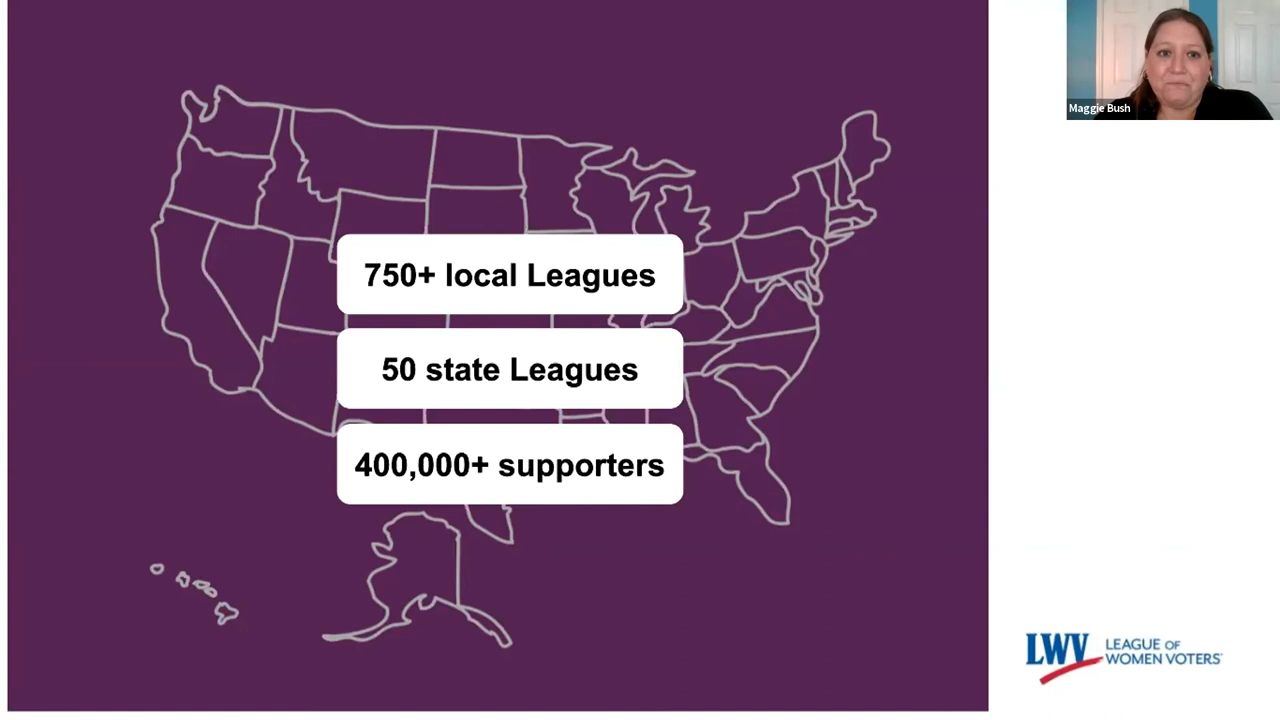 Maggie Bush
750+ local Leagues
50 state Leagues
400,000+ supporters
LWV LEAGUE OF
WOMEN VOTERS®